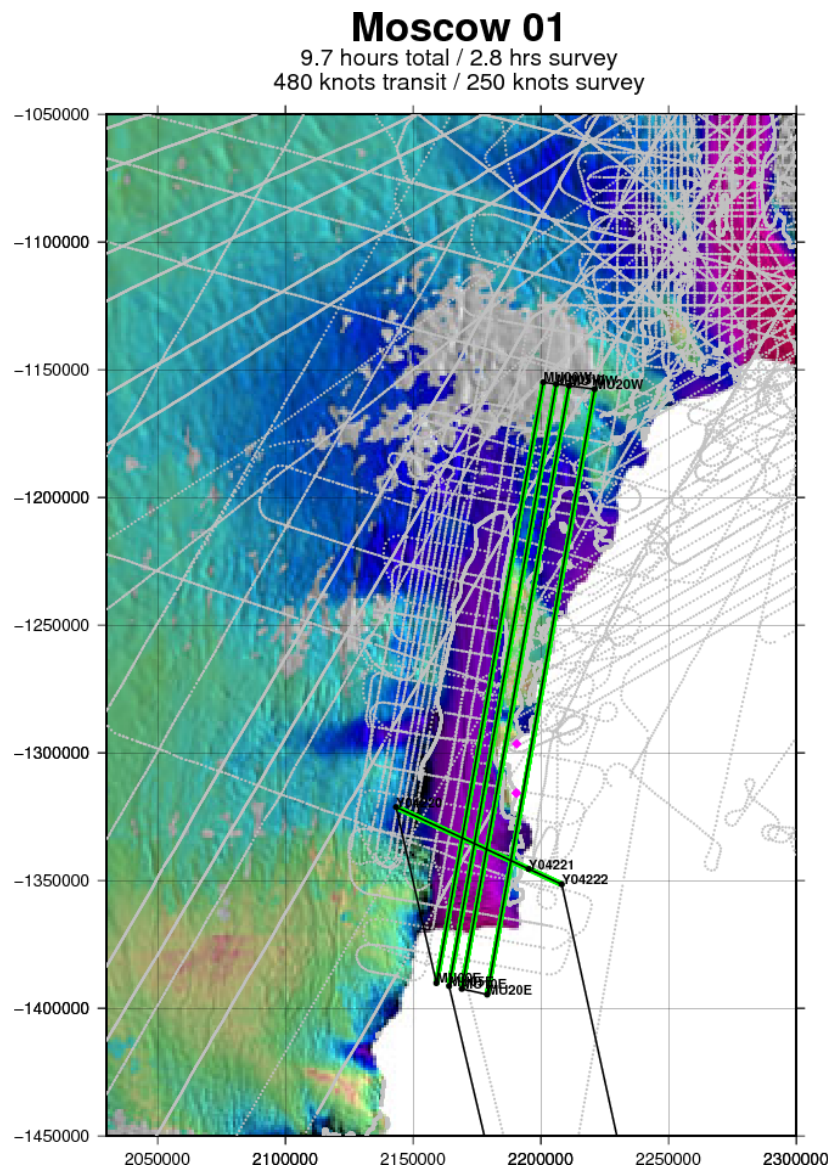 Moscow 01
9.7 hours total / 2.8 hrs survey
480 knots transit / 250 knots survey
−1050000
−1100000
−1150000
MU20W
−1200000
−1250000
−1300000
Y04221
−1350000
Y04222
MU20E
−1400000
−1450000
2050000 2100000 2150000 2200000 2250000 2300000